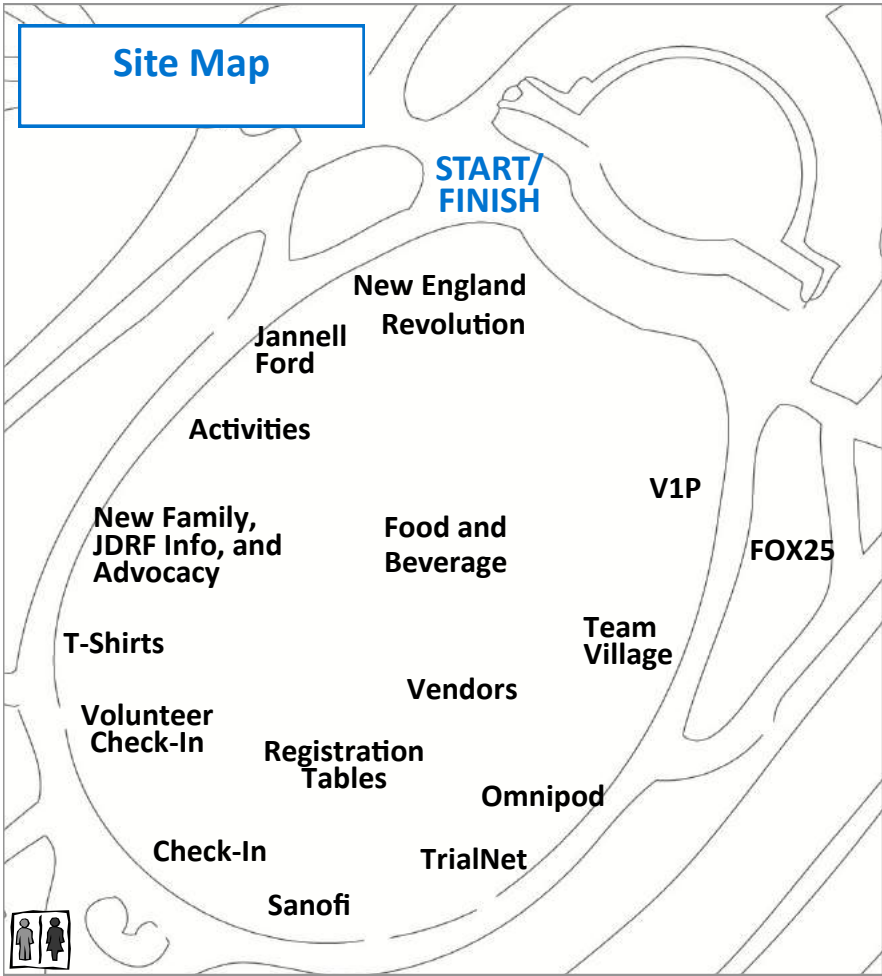 Site Map
START/
FINISH
New England
Revolution
Jannell
Ford
Activities
V1P
New Family,
JDRF Info, and
Advocacy
Food and
Beverage
FOX25
T-Shirts
Team
Village
Vendors
Volunteer
Check-In
Registration
Tables
Omnipod
Check-In
TrialNet
Sanofi